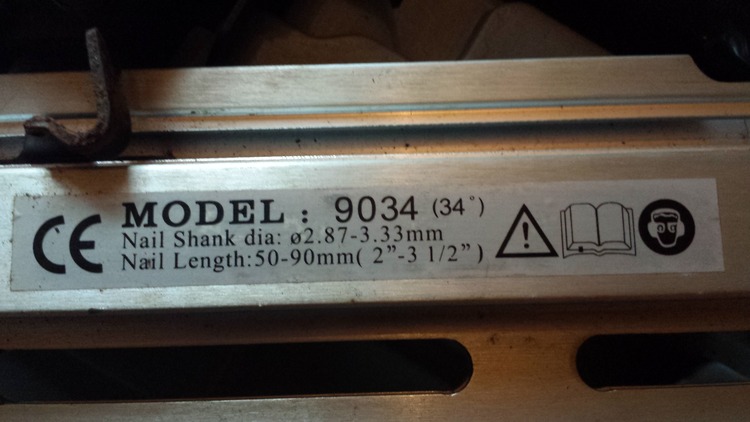 CE
MODEL : 9034 (34°)
Nail Shank dia: ø2.87-3.33mm
Nail Length:50-90mm( 2”-3 1/2”)